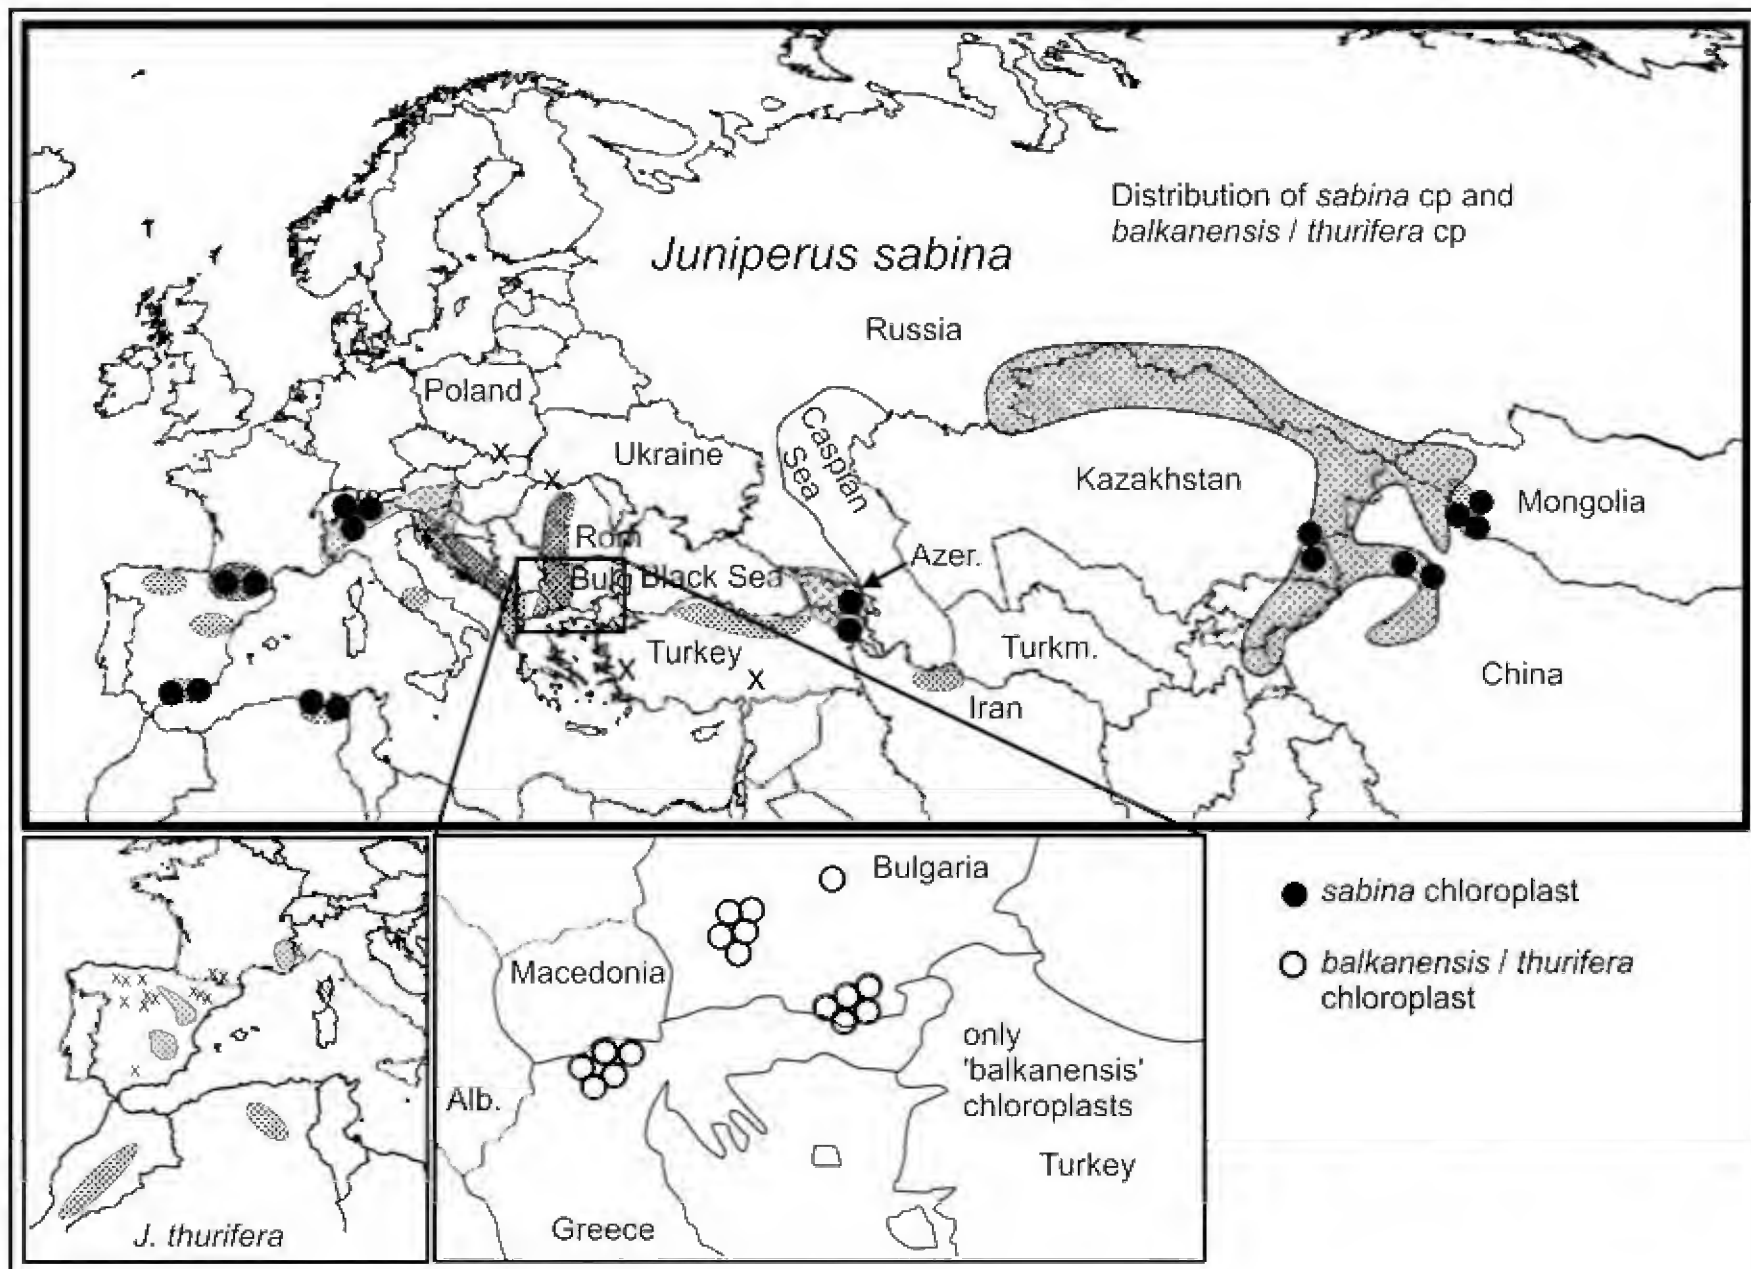 Distribution of sabina cp and
balkanensis / thurifera cp
Juniperus sabina
Russia
Poland
X
Ukraine
X
Caspian
Sea
Kazakhstan
Mongolia
Rom
Azer.
Bulg
Black Sea
Turkey
X
X
Turkm.
China
Iran
J. thurifera
Bulgaria
Macedonia
only
'balkanensis'
chloroplasts
Alb.
Turkey
Greece
sabina chloroplast
balkanensis / thurifera
chloroplast